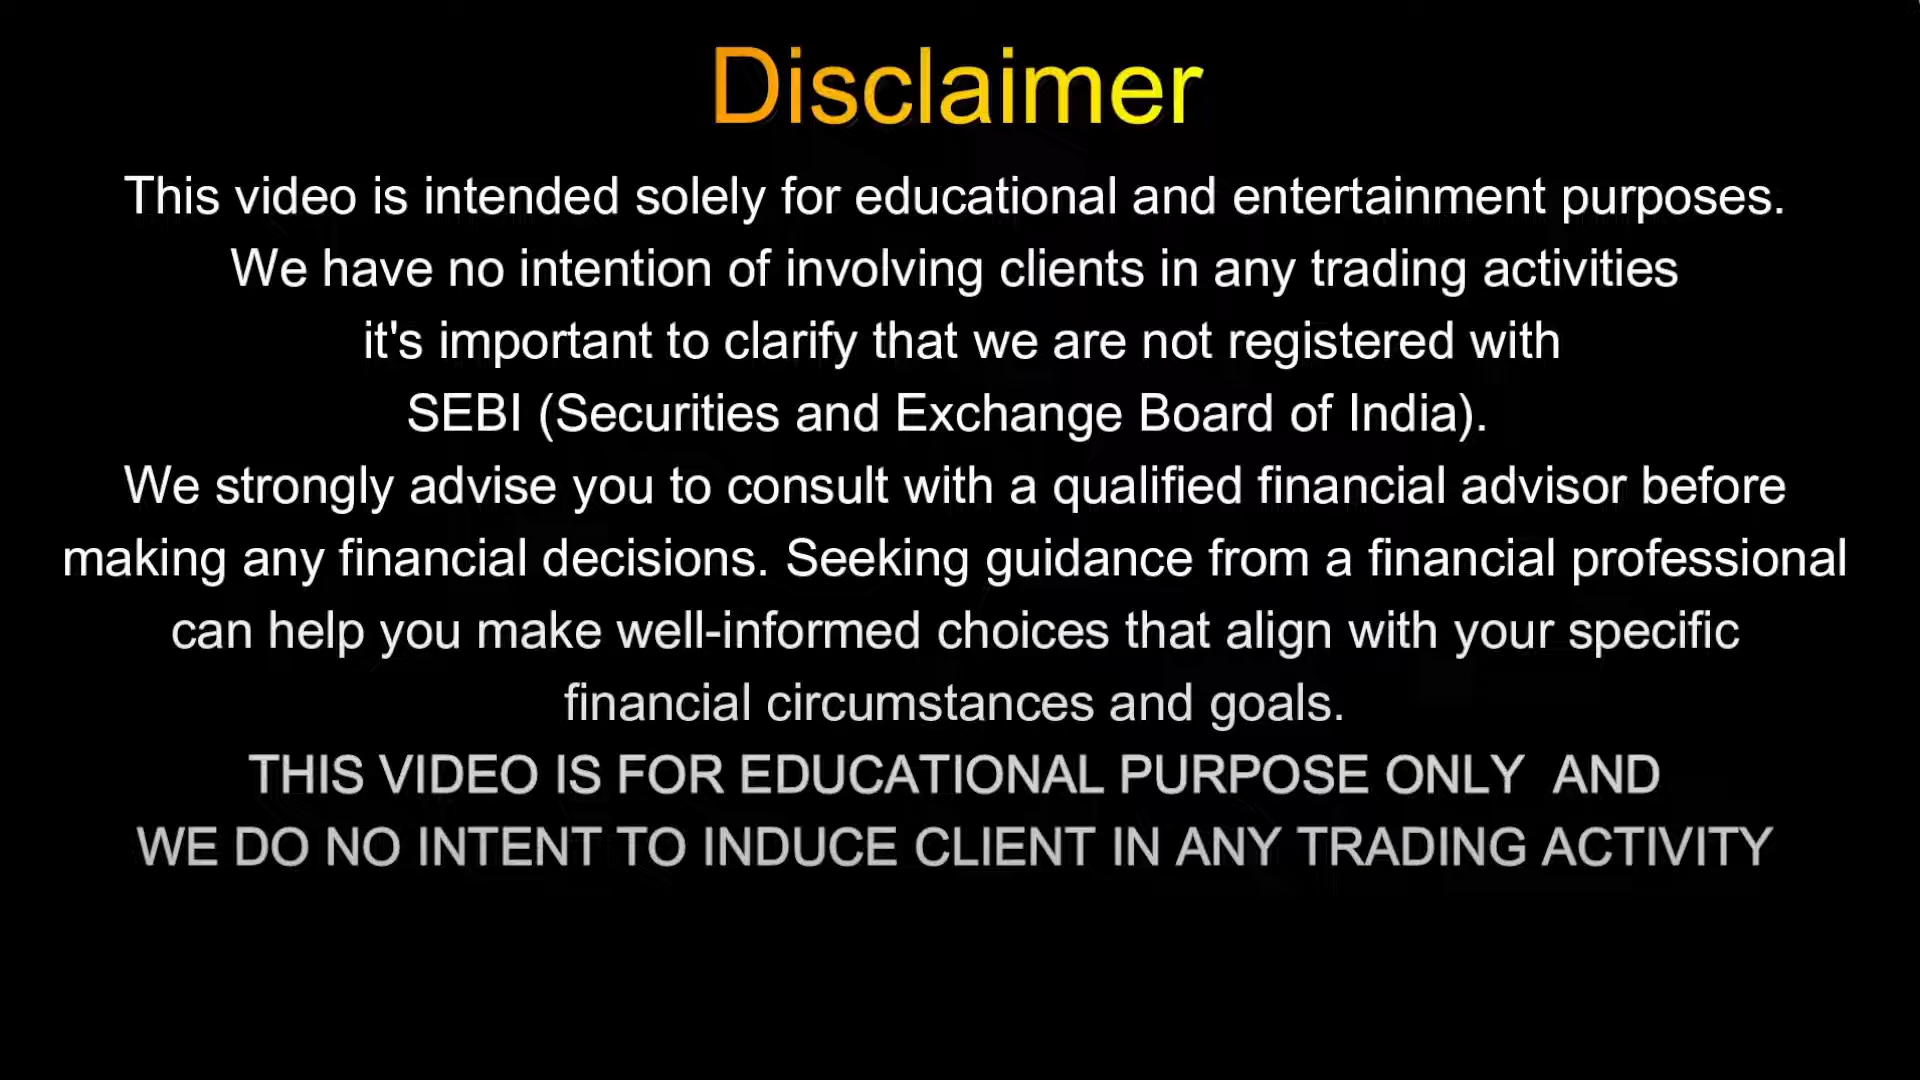 Disclaimer
This video is intended solely for educational and entertainment purposes.
We have no intention of involving clients in any trading activities
it's important to clarify that we are not registered with
SEBI (Securities and Exchange Board of India).
We strongly advise you to consult with a qualified financial advisor before
making any financial decisions. Seeking guidance from a financial professional
can help you make well-informed choices that align with your specific
financial circumstances and goals.
THIS VIDEO IS FOR EDUCATIONAL PURPOSE ONLY  AND
WE DO NO INTENT TO INDUCE CLIENT IN ANY TRADING ACTIVITY